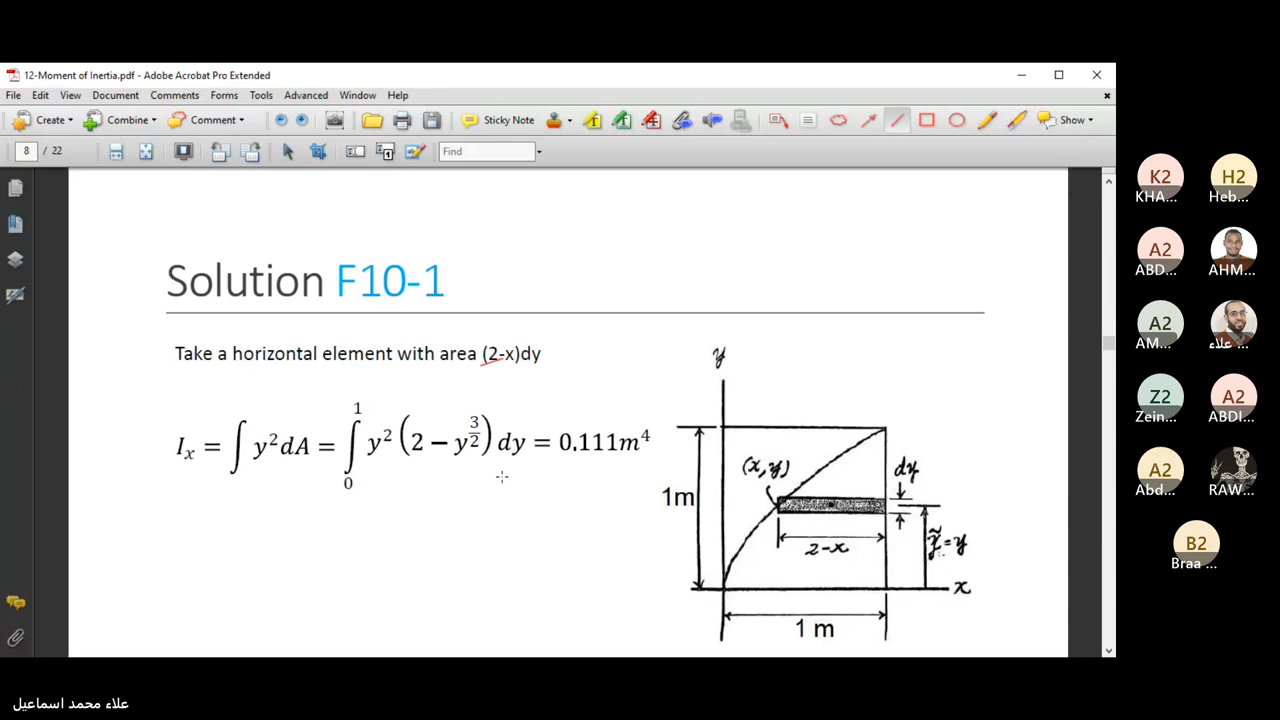 12-Moment of Inertia.pdf - Adobe Acrobat Pro Extended
File Edit View Document Comments Forms Tools Advanced Window Help
Create Combine Comment Sticky Note Show
8 / 22 Find
Solution F10-1
Take a horizontal element with area (2-x)dy
Iₓ = ∫ y²dA = ∫₀¹ y² (2 − y^(3/2)) dy = 0.111m⁴
y
(x,y)
dy
1m
2-x
ỹ=y
x
1 m
K2 H2
KHA... Heb...
A2
ABD... AHM...
A2
AM... علاء...
Z2 A2
Zein... ABDI...
A2
Abd... RAW...
B2
Braa ...
علاء محمد اسماعيل